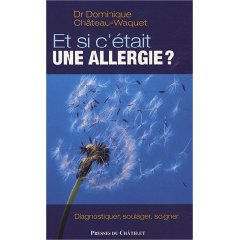 Dr Dominique
Château-Waquet
Et si c'était
UNE ALLERGIE ?
Diagnostiquer, soulager, soigner
PRESSES DU CHÂTELET